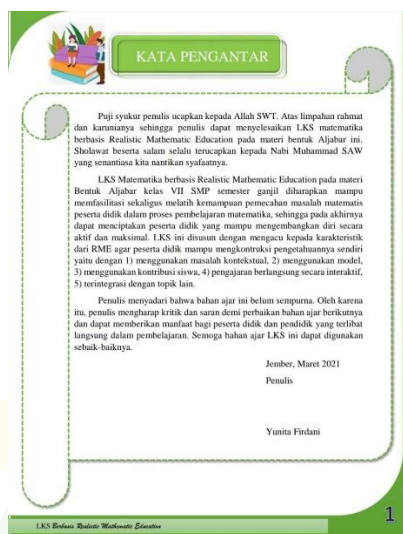 KATA PENGANTAR
Puji syukur penulis ucapkan kepada Allah SWT. Atas limpahan rahmat
dan karunianya sehingga penulis dapat menyelesaikan LKS matematika
berbasis Realistic Mathematic Education pada materi bentuk Aljabar ini.
Sholawat beserta salam selalu terucapkan kepada Nabi Muhammad SAW
yang senantiasa kita nantikan syafaatnya.
LKS Matematika berbasis Realistic Mathematic Education pada materi
Bentuk Aljabar kelas VII SMP semester ganjil diharapkan mampu
memfasilitasi sekaligus melatih kemampuan pemecahan masalah matematis
peserta didik dalam proses pembelajaran matematika, sehingga pada akhirnya
dapat menciptakan peserta didik yang mampu mengembangkan diri secara
aktif dan maksimal. LKS ini disusun dengan mengacu kepada karakteristik
dari RME agar peserta didik mampu mengkontruksi pengetahuannya sendiri
yaitu dengan 1) menggunakan masalah kontekstual, 2) menggunakan model,
3) menggunakan kontribusi siswa, 4) pengajaran berlangsung secara interaktif,
5) terintegrasi dengan topik lain.
Penulis menyadari bahwa bahan ajar ini belum sempurna. Oleh karena
itu, penulis mengharap kritik dan saran demi perbaikan bahan ajar berikutnya
dan dapat memberikan manfaat bagi peserta didik dan pendidik yang terlibat
langsung dalam pembelajaran. Semoga bahan ajar LKS ini dapat digunakan
sebaik-baiknya.
Jember, Maret 2021
Penulis
Yunita Firdani
LKS Berbasis Realistic Mathematic Education
1